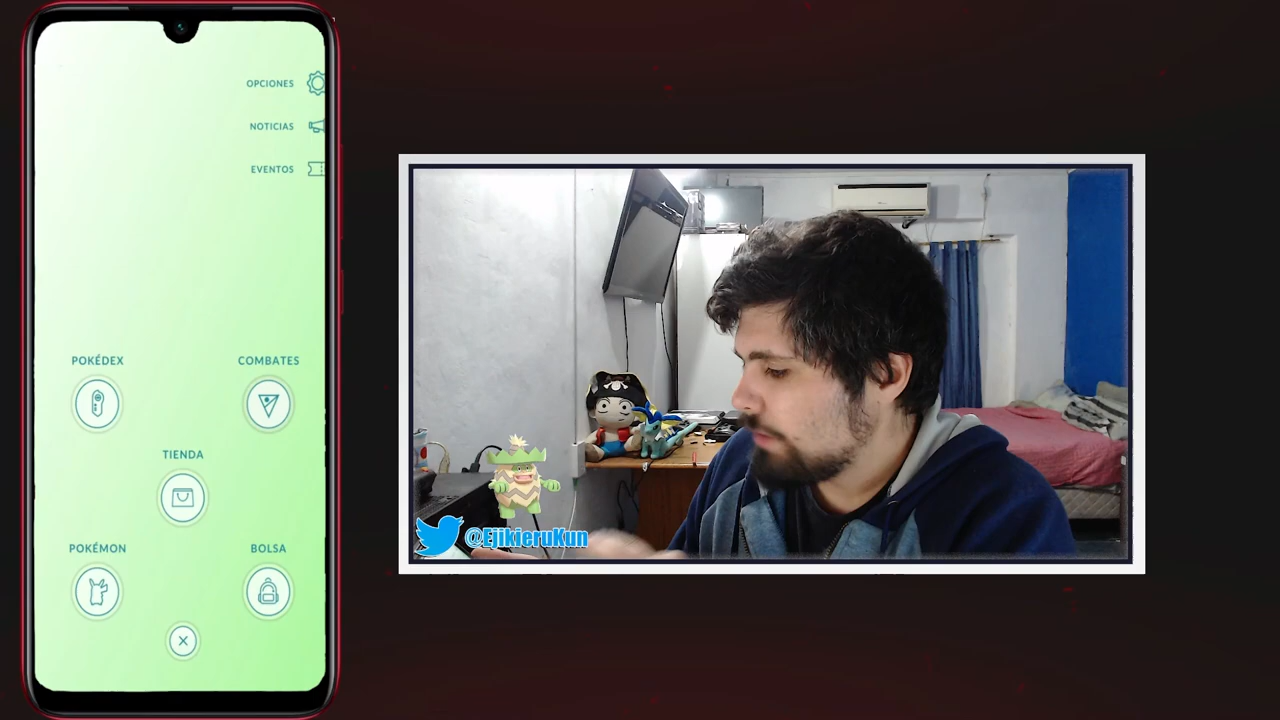 OPCIONES
NOTICIAS
EVENTOS
POKÉDEX
COMBATES
TIENDA
POKÉMON
BOLSA
@EjikieruKun